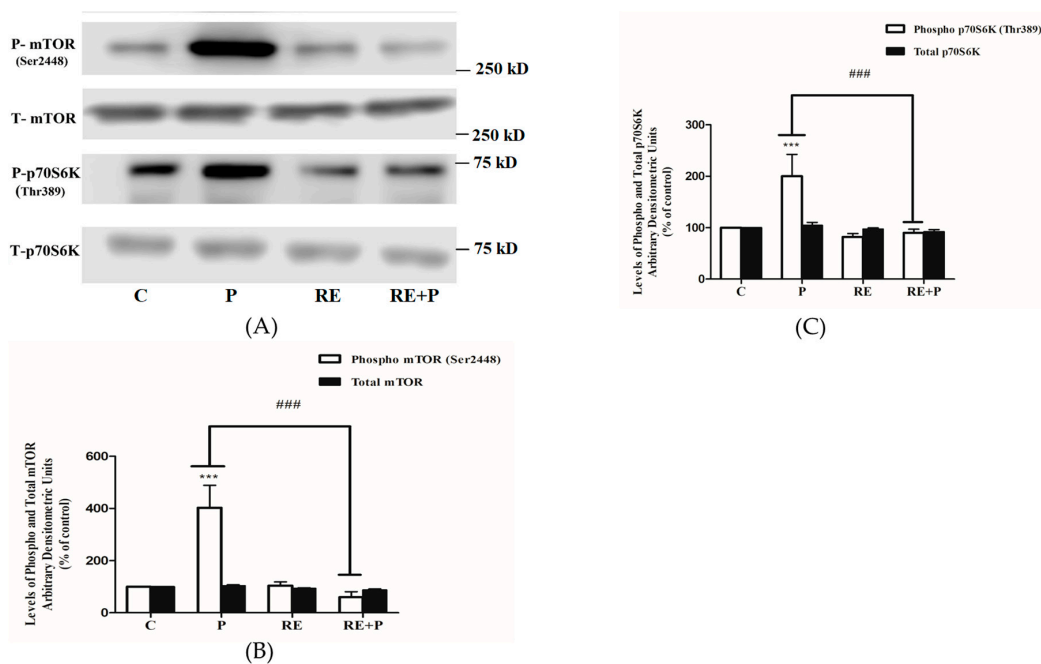 P- mTOR
(Ser2448)
250 kD
T- mTOR
250 kD
P-p70S6K
(Thr389)
75 kD
T-p70S6K
75 kD
C P RE RE+P
(A)
Phospho mTOR (Ser2448)
Total mTOR
###
***
Levels of Phospho and Total mTOR
Arbitrary Densitometric Units
(% of control)
600
400
200
0
C P RE RE+P
(B)
Phospho p70S6K (Thr389)
Total p70S6K
###
***
Levels of Phospho and Total p70S6K
Arbitrary Densitometric Units
(% of control)
300
200
100
0
C P RE RE+P
(C)